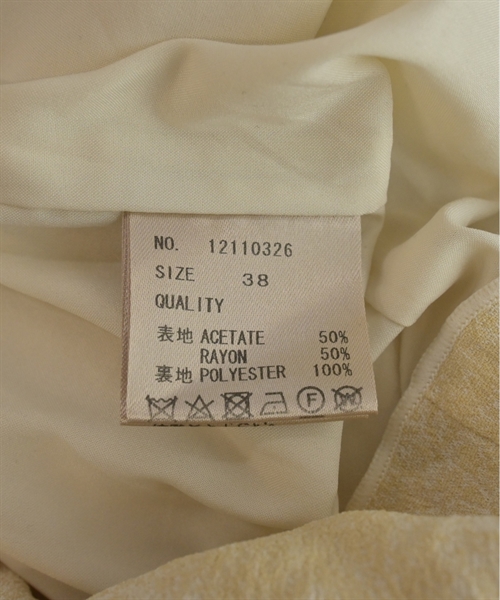 NO. 12110326
SIZE 38
QUALITY
表地 ACETATE 50%
RAYON 50%
裏地 POLYESTER 100%
F W